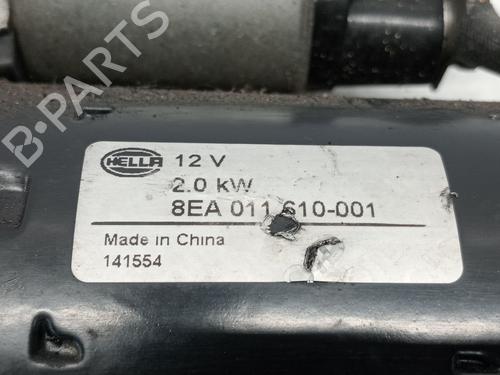 B-PARTS
HELLA 12 V
2.0 kW
8EA 011 610-001
Made in China
141554